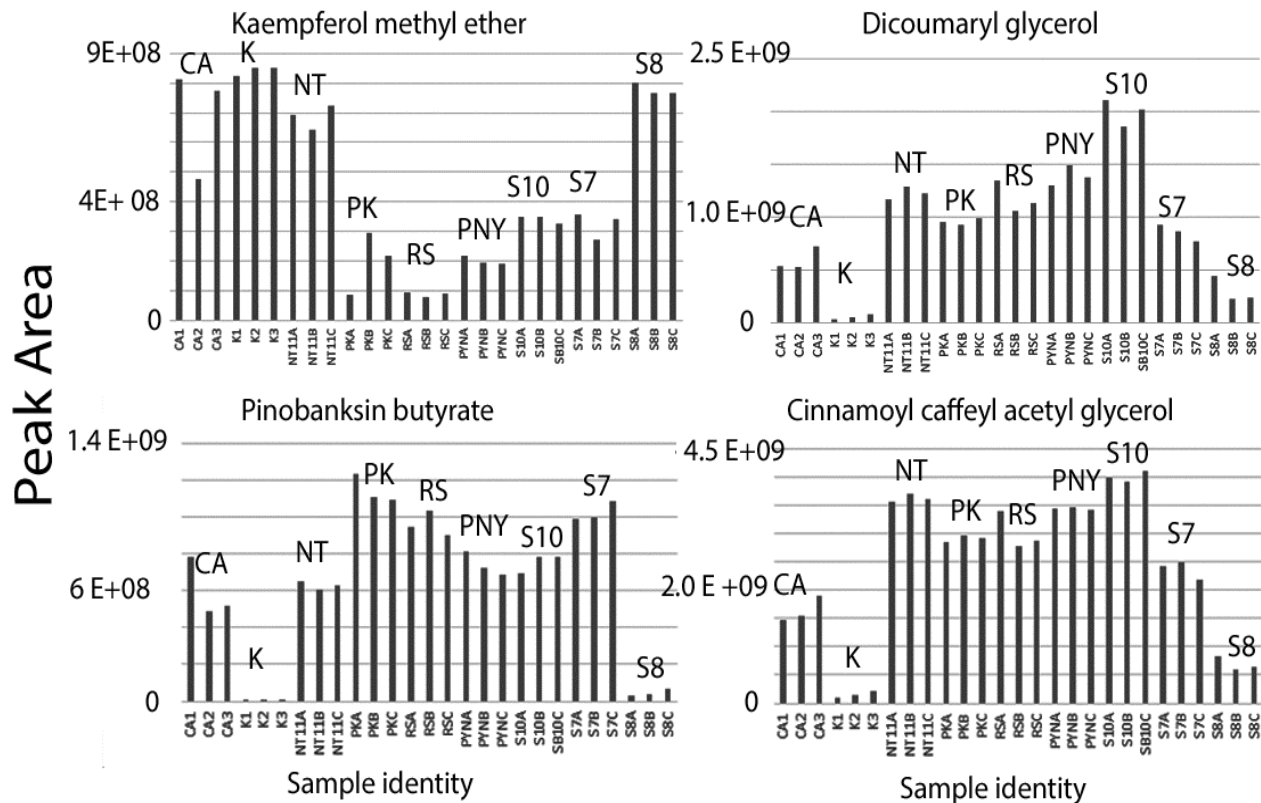 Kaempferol methyl ether
9E+08
4E+ 08
0
CA
K
NT
PK
RS
PNY
S10
S7
S8
CA1 CA2 CA3 K1 K2 K3 NT11A NT11B NT11C PKA PKB PKC RSA RSB RSC PYNA PYNB PYNC S10A S10B SB10C S7A S7B S7C S8A S8B S8C
Dicoumaryl glycerol
2.5 E+09
1.0 E+09
0
CA
K
NT
PK
RS
PNY
S10
S7
S8
CA1 CA2 CA3 K1 K2 K3 NT11A NT11B NT11C PKA PKB PKC RSA RSB RSC PYNA PYNB PYNC S10A S10B SB10C S7A S7B S7C S8A S8B S8C
Peak Area
Pinobanksin butyrate
1.4 E+09
6 E+08
0
CA
K
NT
PK
RS
PNY
S10
S7
S8
CA1 CA2 CA3 K1 K2 K3 NT11A NT11B NT11C PKA PKB PKC RSA RSB RSC PYNA PYNB PYNC S10A S10B SB10C S7A S7B S7C S8A S8B S8C
Sample identity
Cinnamoyl caffeyl acetyl glycerol
4.5 E+09
2.0 E +09
0
CA
K
NT
PK
RS
PNY
S10
S7
S8
CA1 CA2 CA3 K1 K2 K3 NT11A NT11B NT11C PKA PKB PKC RSA RSB RSC PYNA PYNB PYNC S10A S10B SB10C S7A S7B S7C S8A S8B S8C
Sample identity